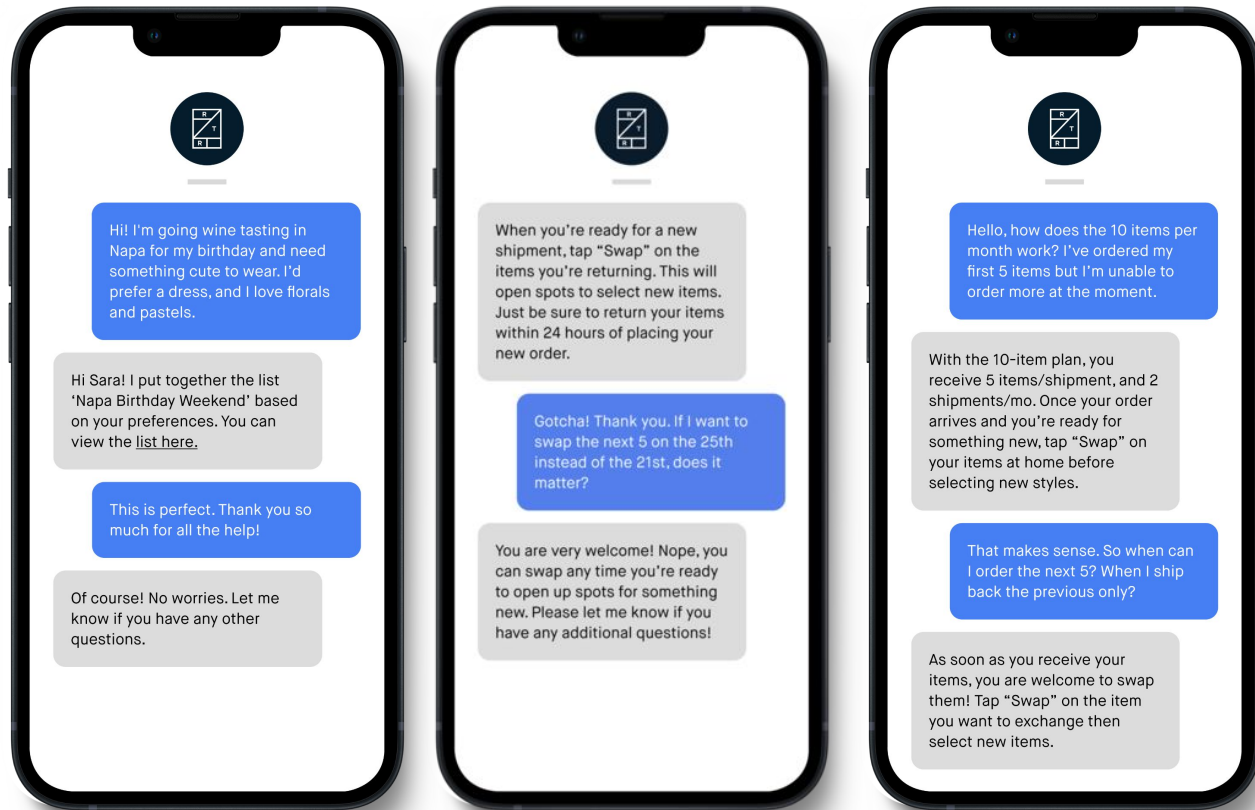 R
T
R
Hi! I'm going wine tasting in
Napa for my birthday and need
something cute to wear. I'd
prefer a dress, and I love florals
and pastels.
Hi Sara! I put together the list
‘Napa Birthday Weekend’ based
on your preferences. You can
view the list here.
This is perfect. Thank you so
much for all the help!
Of course! No worries. Let me
know if you have any other
questions.
R
T
R
When you’re ready for a new
shipment, tap “Swap” on the
items you’re returning. This will
open spots to select new items.
Just be sure to return your items
within 24 hours of placing your
new order.
Gotcha! Thank you. If I want to
swap the next 5 on the 25th
instead of the 21st, does it
matter?
You are very welcome! Nope, you
can swap any time you’re ready
to open up spots for something
new. Please let me know if you
have any additional questions!
R
T
R
Hello, how does the 10 items per
month work? I’ve ordered my
first 5 items but I’m unable to
order more at the moment.
With the 10-item plan, you
receive 5 items/shipment, and 2
shipments/mo. Once your order
arrives and you’re ready for
something new, tap “Swap” on
your items at home before
selecting new styles.
That makes sense. So when can
I order the next 5? When I ship
back the previous only?
As soon as you receive your
items, you are welcome to swap
them! Tap “Swap” on the item
you want to exchange then
select new items.